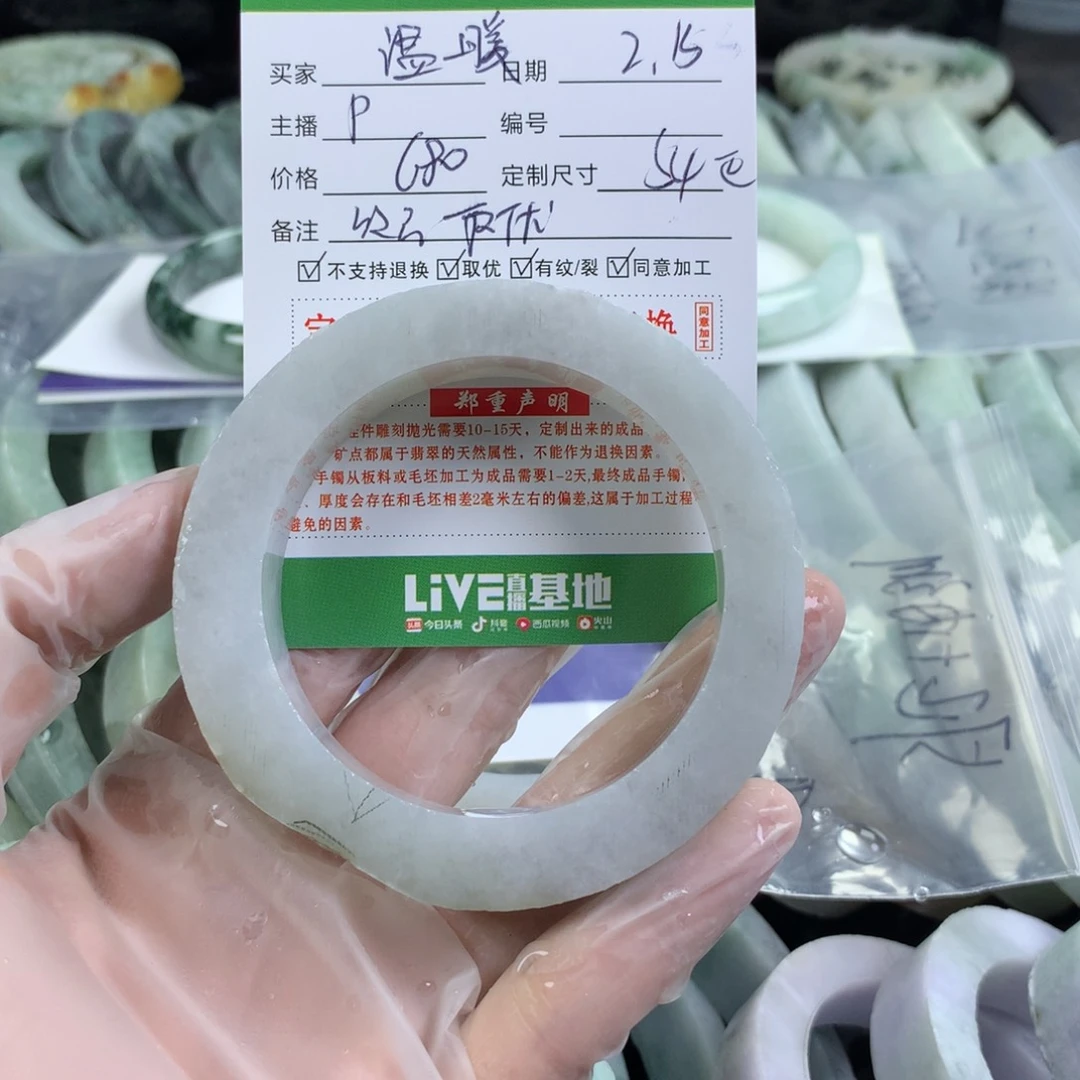 买家 温暖 日期 2.15
主播 P 编号
价格 680 定制尺寸 54
备注 取优
不支持退换 取优 有纹/裂 同意加工
换
同意加工
郑重声明
件雕刻抛光需要10-15天，定制出来的成品
矿点都属于翡翠的天然属性，不能作为退换因素。
手镯从板料或毛坯加工为成品需要1-2天,最终成品手镯,
、厚度会存在和毛坯相差2毫米左右的偏差,这属于加工过程
避免的因素。
LiVE直播基地
头条 今日头条 抖音 西瓜视频 火山